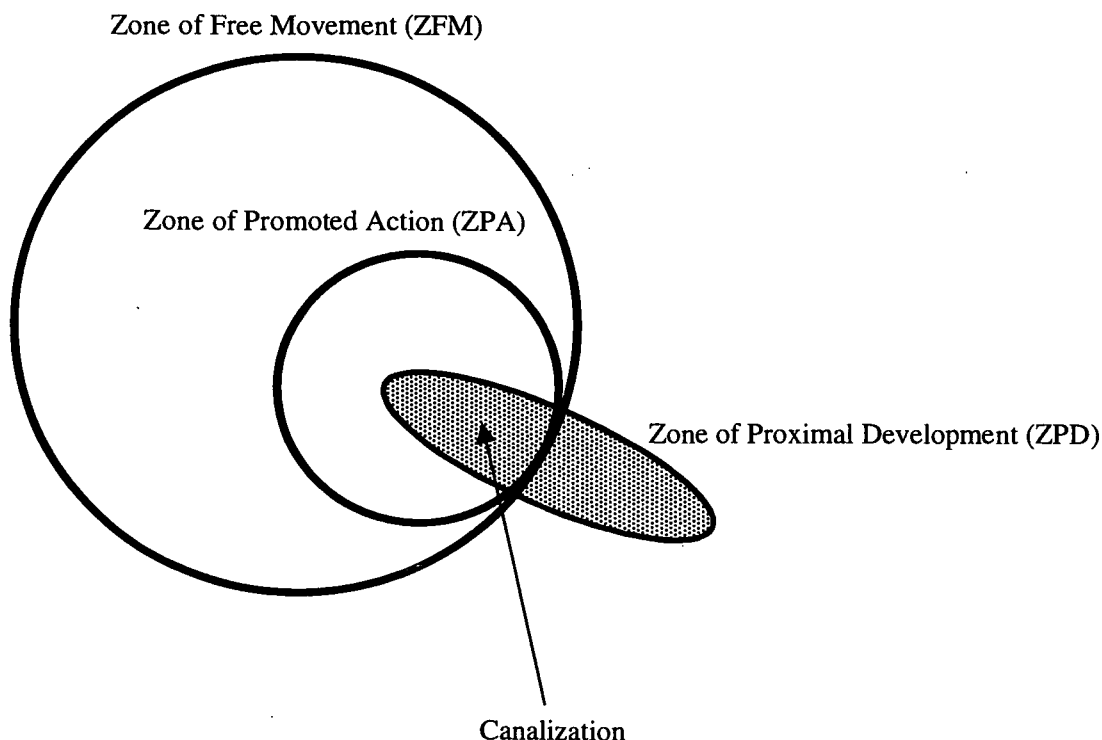 Zone of Free Movement (ZFM)
Zone of Promoted Action (ZPA)
Zone of Proximal Development (ZPD)
Canalization